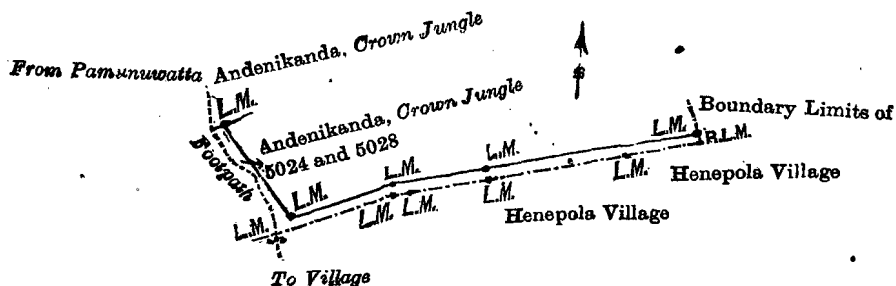 From Pamunuwatta Andenikanda, Crown Jungle
L.M.
Boundary Limits of
Andenikanda, Crown Jungle
5024 and 5028
L.M.
B.L.M.
L.M.
L.M.
L.M.
Henepola Village
Footpath
L.M.
L.M.
L.M.
L.M.
Henepola Village
L.M.
To Village